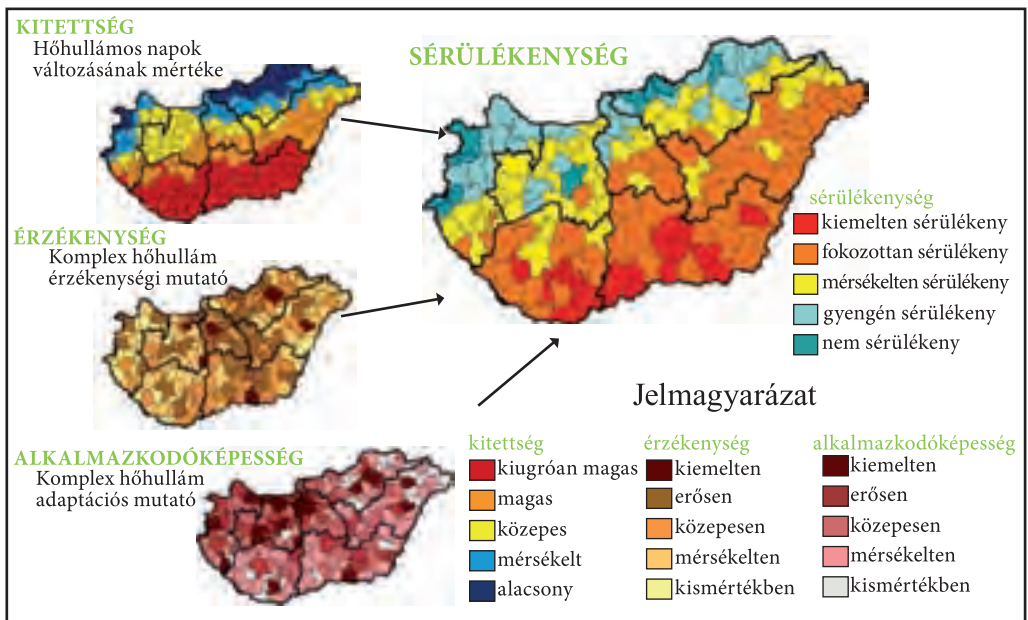 KITETTSÉG
Hőhullámos napok
változásának mértéke
SÉRÜLÉKENYSÉG
ÉRZÉKENYSÉG
Komplex hőhullám
érzékenységi mutató
ALKALMAZKODÓKÉPESSÉG
Komplex hőhullám
adaptációs mutató
sérülékenység
kiemelten sérülékeny
fokozottan sérülékeny
mérsékelten sérülékeny
gyengén sérülékeny
nem sérülékeny
Jelmagyarázat
kitettség
kiugróan magas
magas
közepes
mérsékelt
alacsony
érzékenység
kiemelten
erősen
közepesen
mérsékelten
kismértékben
alkalmazkodóképesség
kiemelten
erősen
közepesen
mérsékelten
kismértékben